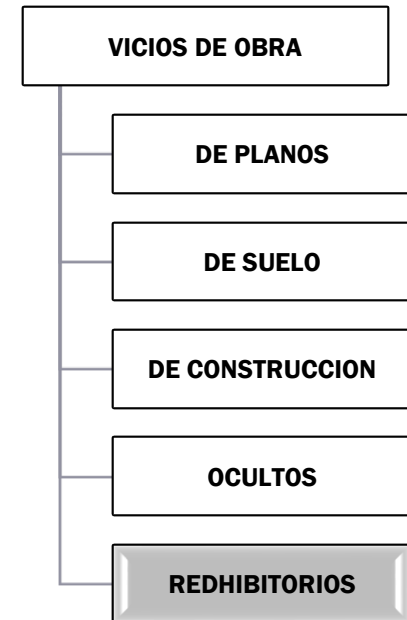 VICIOS DE OBRA
DE PLANOS
DE SUELO
DE CONSTRUCCION
OCULTOS
REDHIBITORIOS